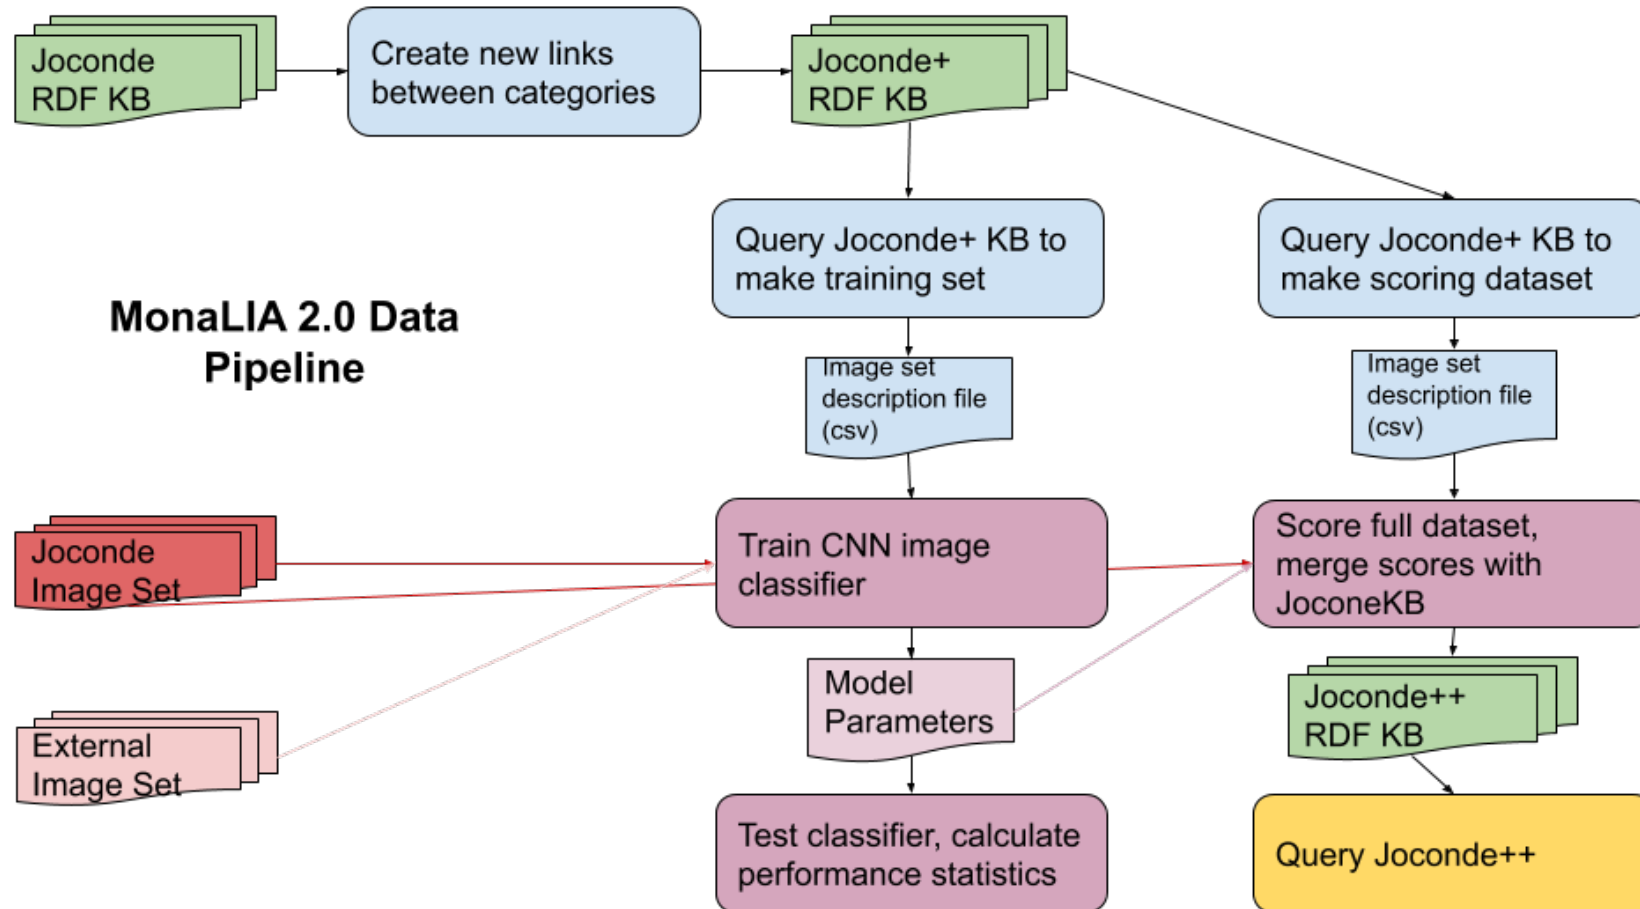 Joconde
RDF KB
Create new links
between categories
Joconde+
RDF KB
Query Joconde+ KB to
make training set
Query Joconde+ KB to
make scoring dataset
MonaLIA 2.0 Data
Pipeline
Image set
description file
(csv)
Image set
description file
(csv)
Joconde
Image Set
Train CNN image
classifier
Score full dataset,
merge scores with
JoconeKB
External
Image Set
Model
Parameters
Joconde++
RDF KB
Test classifier, calculate
performance statistics
Query Joconde++